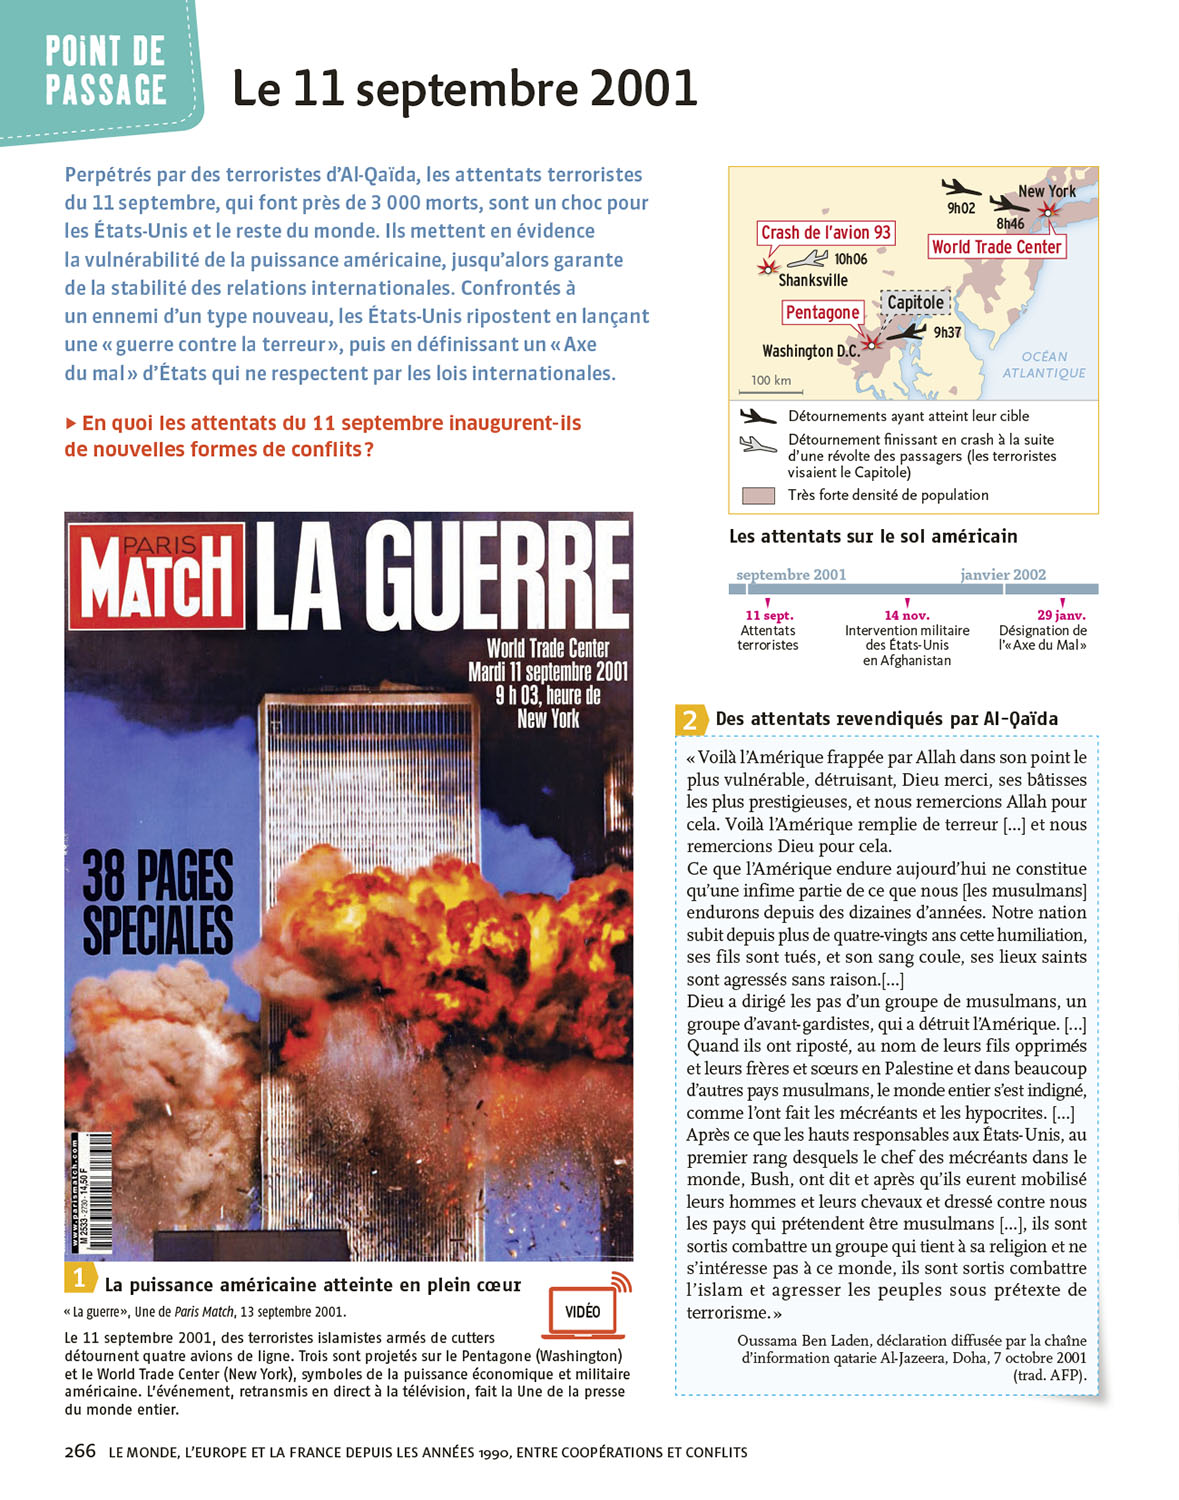 POiNT DE
PASSAGE
Le 11 septembre 2001
Perpétrés par des terroristes d'Al-Qaïda, les attentats terroristes
du 11 septembre, qui font près de 3 000 morts, sont un choc pour
les États-Unis et le reste du monde. Ils mettent en évidence
la vulnérabilité de la puissance américaine, jusqu'alors garante
de la stabilité des relations internationales. Confrontés à
un ennemi d'un type nouveau, les États-Unis ripostent en lançant
une « guerre contre la terreur », puis en définissant un « Axe
du mal » d'États qui ne respectent par les lois internationales.
▶ En quoi les attentats du 11 septembre inaugurent-ils
de nouvelles formes de conflits ?
New York
9h02
8h46
World Trade Center
Crash de l'avion 93
10h06
Shanksville
Capitole
Pentagone
9h37
Washington D.C.
OCÉAN
ATLANTIQUE
100 km
Détournements ayant atteint leur cible
Détournement finissant en crash à la suite
d'une révolte des passagers (les terroristes
visaient le Capitole)
Très forte densité de population
Les attentats sur le sol américain
septembre 2001 janvier 2002
11 sept. 14 nov. 29 janv.
Attentats
terroristes
Intervention militaire
des États-Unis
en Afghanistan
Désignation de
l'« Axe du Mal »
PARIS
MATCH
LA GUERRE
World Trade Center
Mardi 11 septembre 2001
9 h 03, heure de
New York
38 PAGES
SPECIALES
www.parismatch.com
M 2533 - 2730 - 14,50 F
1 La puissance américaine atteinte en plein cœur
« La guerre », Une de Paris Match, 13 septembre 2001.
VIDÉO
Le 11 septembre 2001, des terroristes islamistes armés de cutters
détournent quatre avions de ligne. Trois sont projetés sur le Pentagone (Washington)
et le World Trade Center (New York), symboles de la puissance économique et militaire
américaine. L'événement, retransmis en direct à la télévision, fait la Une de la presse
du monde entier.
2 Des attentats revendiqués par Al-Qaïda
« Voilà l'Amérique frappée par Allah dans son point le
plus vulnérable, détruisant, Dieu merci, ses bâtisses
les plus prestigieuses, et nous remercions Allah pour
cela. Voilà l'Amérique remplie de terreur [...] et nous
remercions Dieu pour cela.
Ce que l'Amérique endure aujourd'hui ne constitue
qu'une infime partie de ce que nous [les musulmans]
endurons depuis des dizaines d'années. Notre nation
subit depuis plus de quatre-vingts ans cette humiliation,
ses fils sont tués, et son sang coule, ses lieux saints
sont agressés sans raison.[...]
Dieu a dirigé les pas d'un groupe de musulmans, un
groupe d'avant-gardistes, qui a détruit l'Amérique. [...]
Quand ils ont riposté, au nom de leurs fils opprimés
et leurs frères et sœurs en Palestine et dans beaucoup
d'autres pays musulmans, le monde entier s'est indigné,
comme l'ont fait les mécréants et les hypocrites. [...]
Après ce que les hauts responsables aux États-Unis, au
premier rang desquels le chef des mécréants dans le
monde, Bush, ont dit et après qu'ils eurent mobilisé
leurs hommes et leurs chevaux et dressé contre nous
les pays qui prétendent être musulmans [...], ils sont
sortis combattre un groupe qui tient à sa religion et ne
s'intéresse pas à ce monde, ils sont sortis combattre
l'islam et agresser les peuples sous prétexte de
terrorisme. »
Oussama Ben Laden, déclaration diffusée par la chaîne
d'information qatarie Al-Jazeera, Doha, 7 octobre 2001
(trad. AFP).
266 LE MONDE, L'EUROPE ET LA FRANCE DEPUIS LES ANNÉES 1990, ENTRE COOPÉRATIONS ET CONFLITS